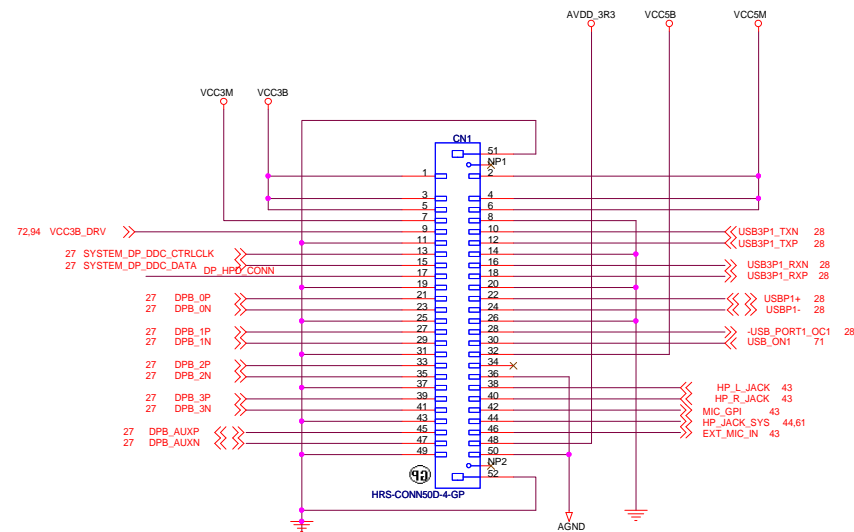 AVDD_3R3 VCC5B VCC5M
VCC3M VCC3B
CN1
51
NP1
1 2
3 4
5 6
7 8
72,94 VCC3B_DRV 9 10 USB3P1_TXN 28
11 12 USB3P1_TXP 28
27 SYSTEM_DP_DDC_CTRLCLK 13 14
27 SYSTEM_DP_DDC_DATA 15 16 USB3P1_RXN 28
DP_HPD_CONN 17 18 USB3P1_RXP 28
19 20
27 DPB_0P 21 22 USBP1+ 28
27 DPB_0N 23 24 USBP1- 28
25 26
27 DPB_1P 27 28 -USB_PORT1_OC1 28
27 DPB_1N 29 30 USB_ON1 71
31 32
27 DPB_2P 33 34
27 DPB_2N 35 36
37 38 HP_L_JACK 43
27 DPB_3P 39 40 HP_R_JACK 43
27 DPB_3N 41 42 MIC_GPI 43
43 44 HP_JACK_SYS 44,61
27 DPB_AUXP 45 46 EXT_MIC_IN 43
27 DPB_AUXN 47 48
49 50
NP2
GP 52
HRS-CONN50D-4-GP
AGND